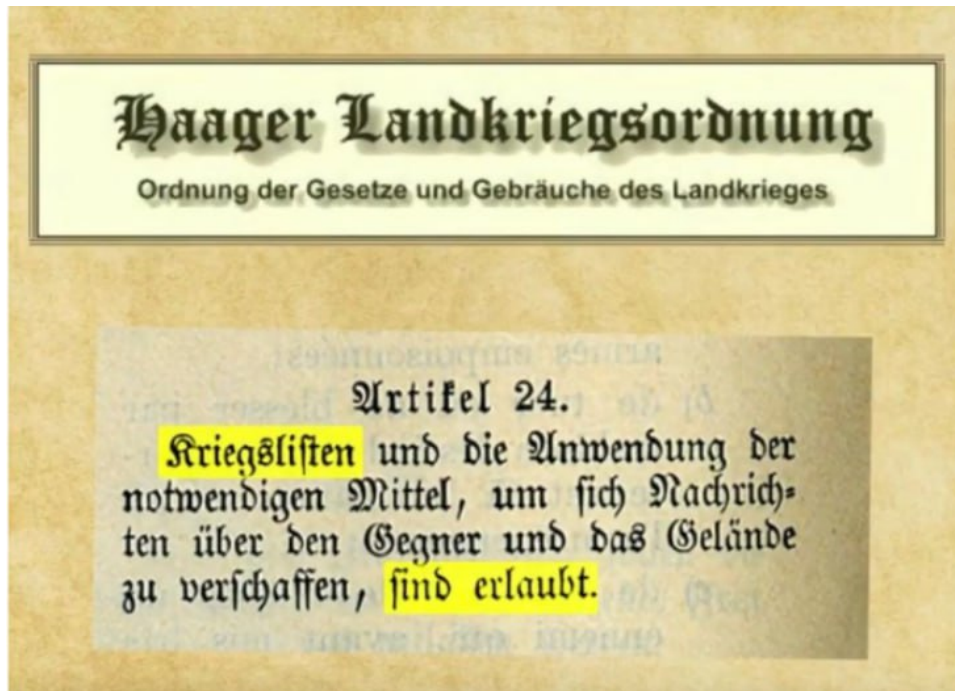 Haager Landkriegsordnung
Ordnung der Gesetze und Gebräuche des Landkrieges
Artikel 24.
Kriegsliſten und die Anwendung der
notwendigen Mittel, um ſich Nachrich-
ten über den Gegner und das Gelände
zu verſchaffen, ſind erlaubt.